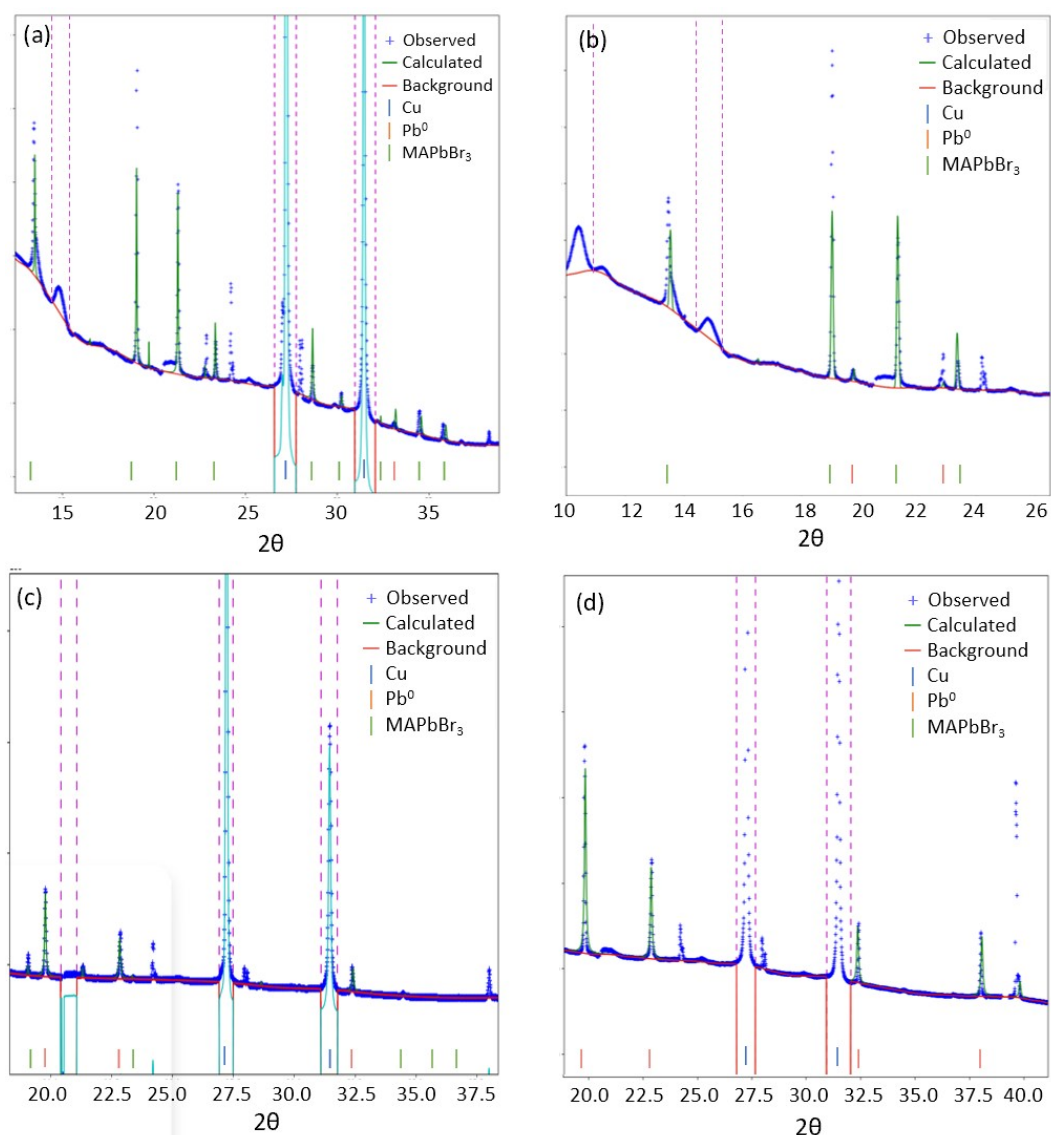 (a)
Observed
Calculated
Background
Cu
Pb⁰
MAPbBr₃
15 20 25 30 35
2θ
(b)
Observed
Calculated
Background
Cu
Pb⁰
MAPbBr₃
10 12 14 16 18 20 22 24 26
2θ
(c)
Observed
Calculated
Background
Cu
Pb⁰
MAPbBr₃
20.0 22.5 25.0 27.5 30.0 32.5 35.0 37.5
2θ
(d)
Observed
Calculated
Background
Cu
Pb⁰
MAPbBr₃
20.0 22.5 25.0 27.5 30.0 32.5 35.0 37.5 40.0
2θ